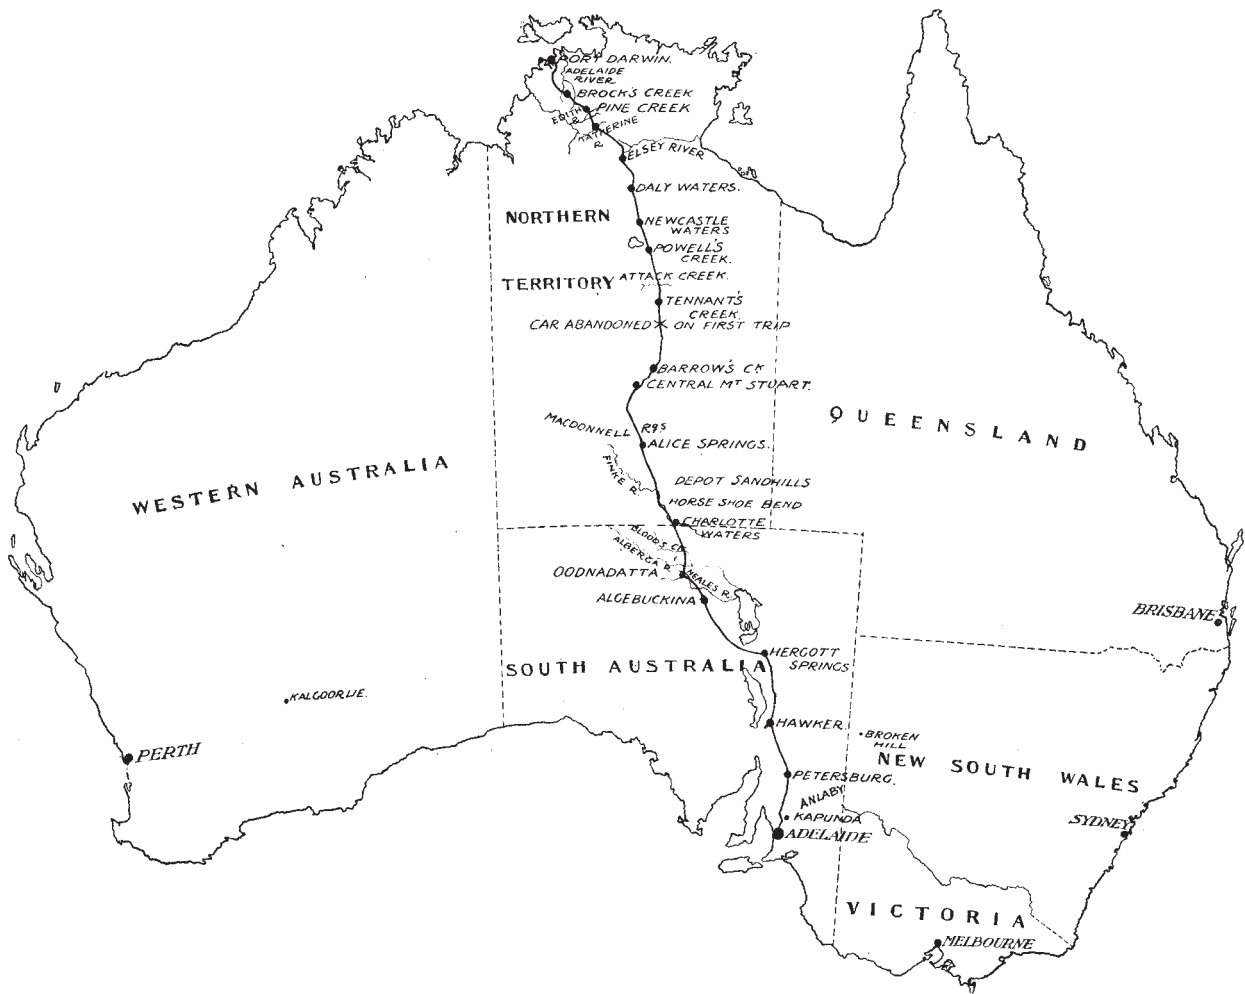 PORT DARWIN.
ADELAIDE
RIVER
BROCK'S CREEK
PINE CREEK
EDITH
R.
KATHERINE
R.
ELSEY RIVER
DALY WATERS.
NORTHERN
NEWCASTLE
WATERS
POWELL'S
CREEK.
TERRITORY
ATTACK CREEK.
TENNANT'S
CREEK.
CAR ABANDONED X ON FIRST TRIP
BARROW'S CK
CENTRAL MT STUART.
QUEENSLAND
MACDONNELL RGS
ALICE SPRINGS.
FINKE R.
WESTERN AUSTRALIA
DEPOT SANDHILLS
HORSE SHOE BEND
CHARLOTTE
WATERS
BLOOD'S CK
ALBERGA R.
OODNADATTA
NEALES R.
ALGEBUCKINA
BRISBANE
HERGOTT
SPRINGS
SOUTH AUSTRALIA
KALGOORLIE.
HAWKER.
BROKEN
HILL
PERTH
NEW SOUTH WALES
PETERSBURG.
ANLABY
KAPUNDA
SYDNEY
ADELAIDE
VICTORIA
MELBOURNE